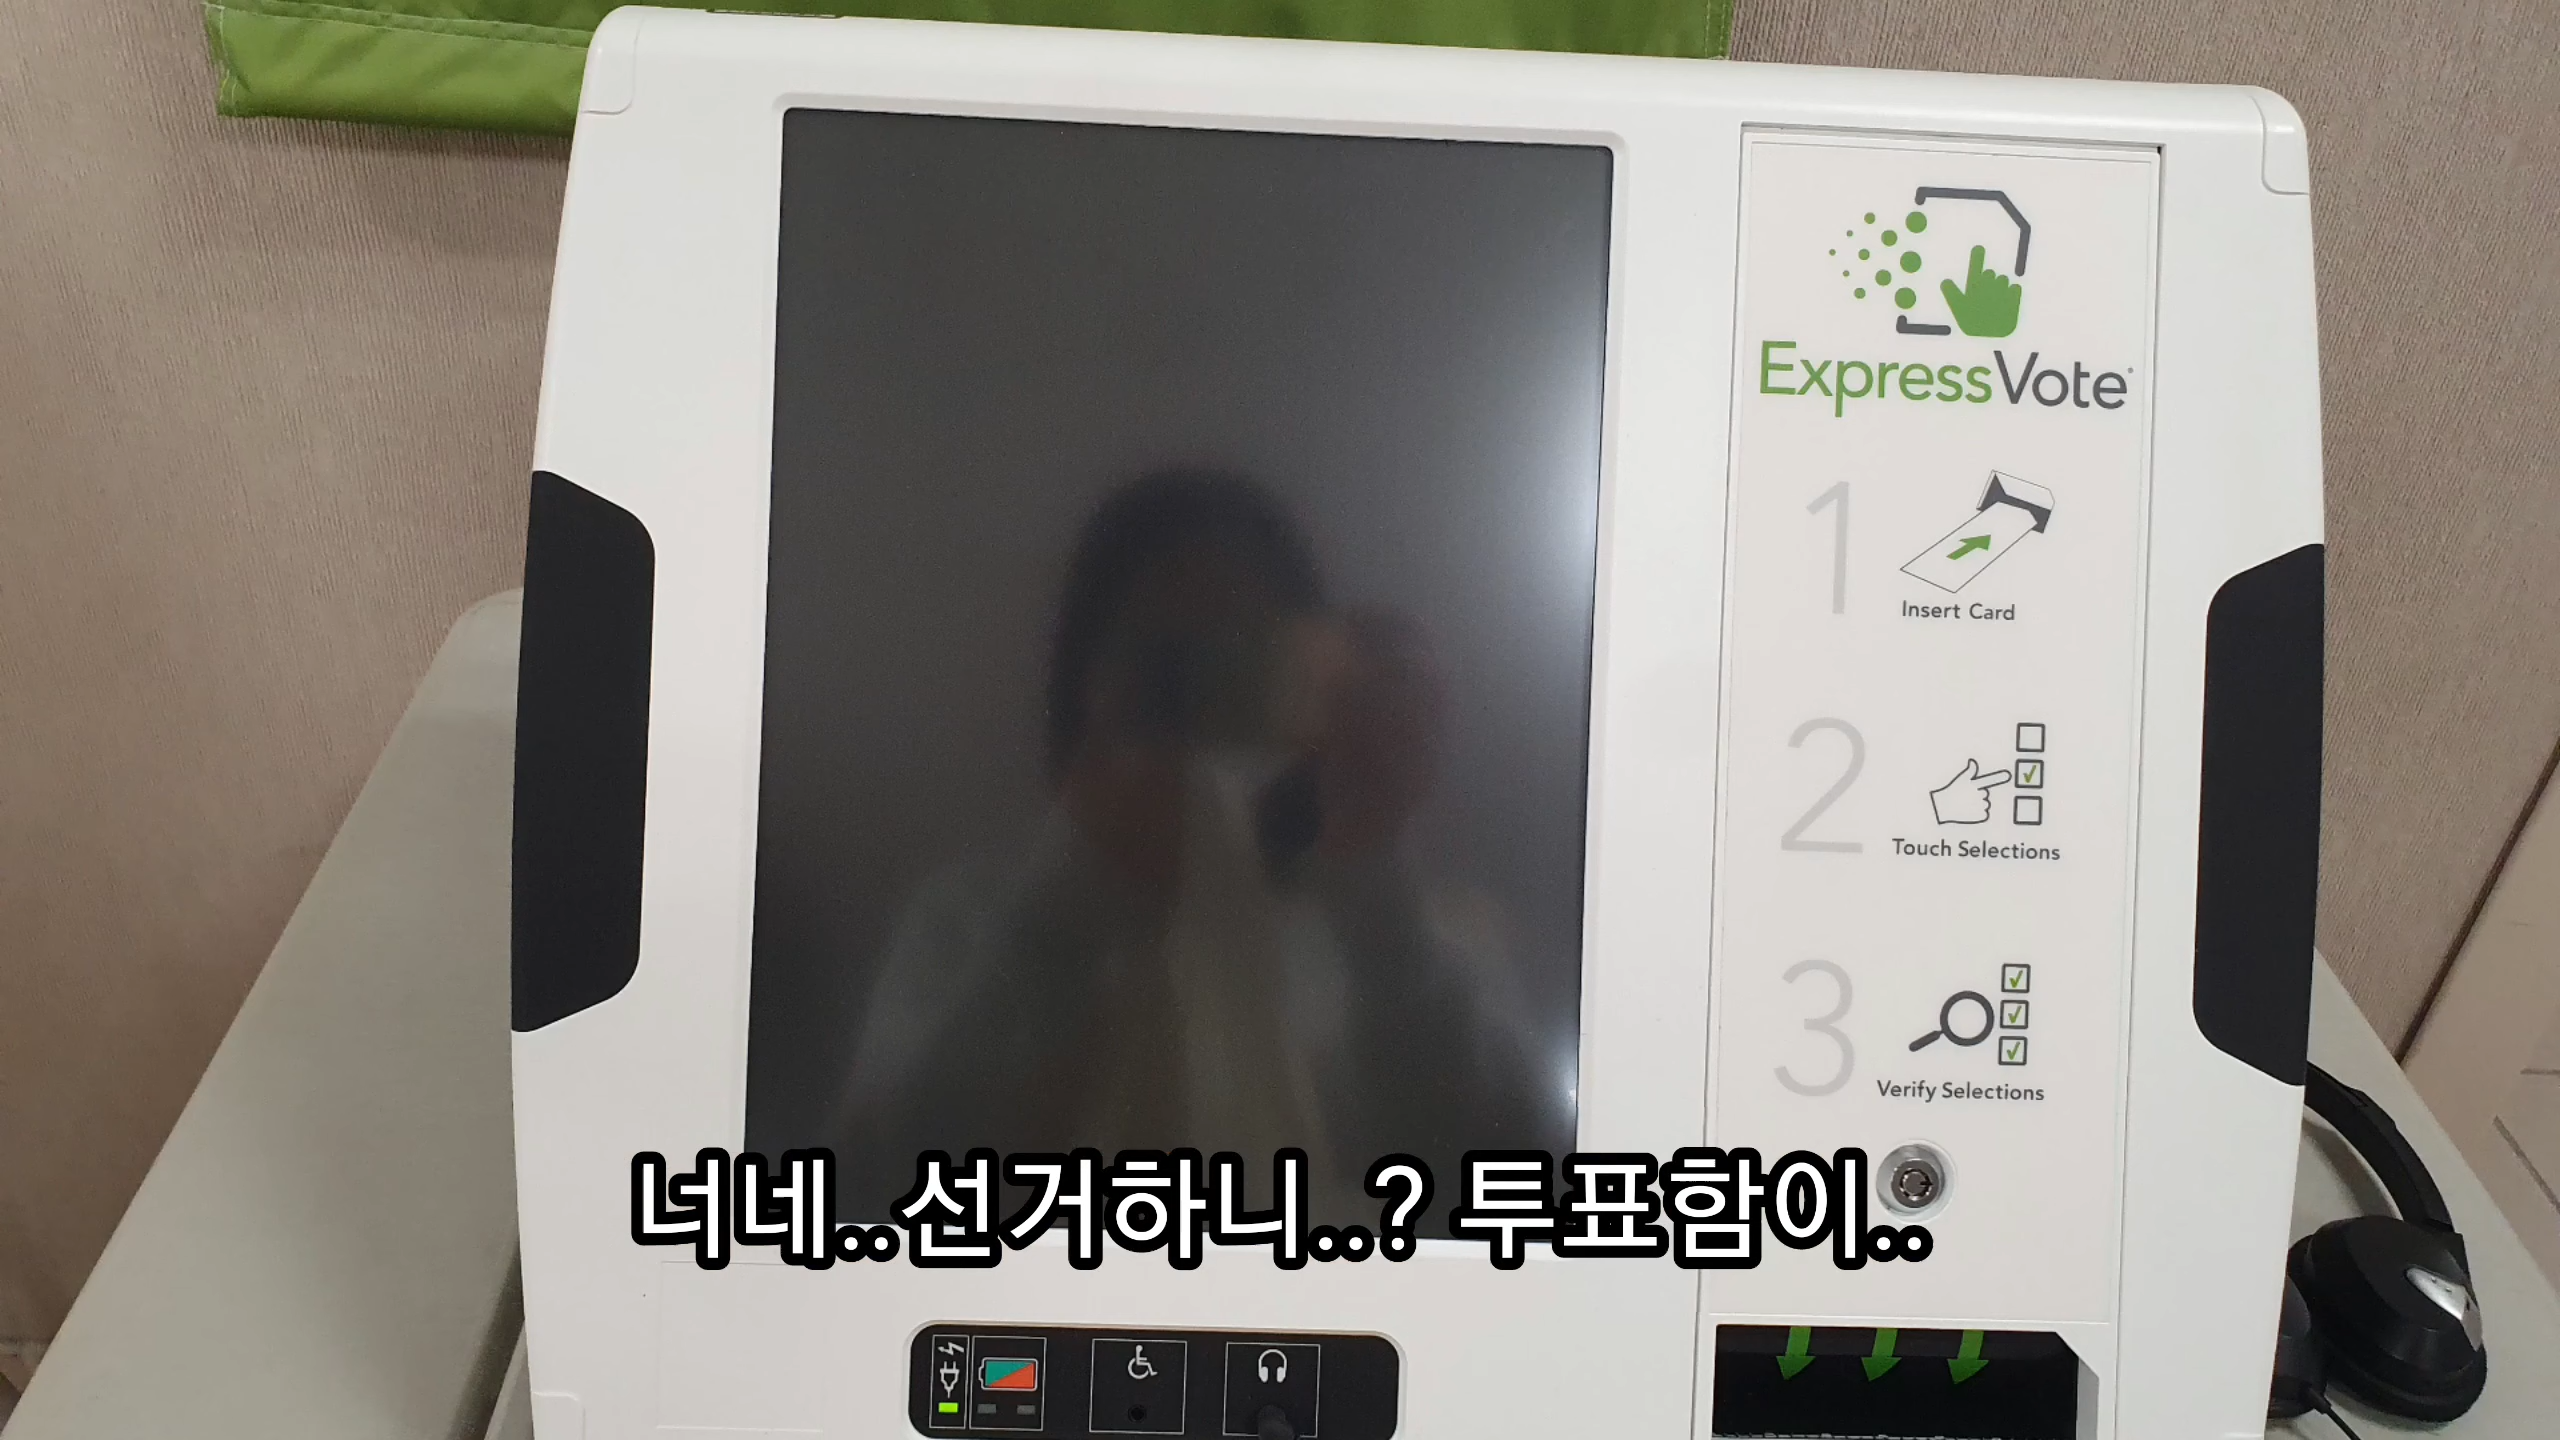 ExpressVote
1
Insert Card
2
Touch Selections
3
Verify Selections
너네..선거하니..? 투표함이..